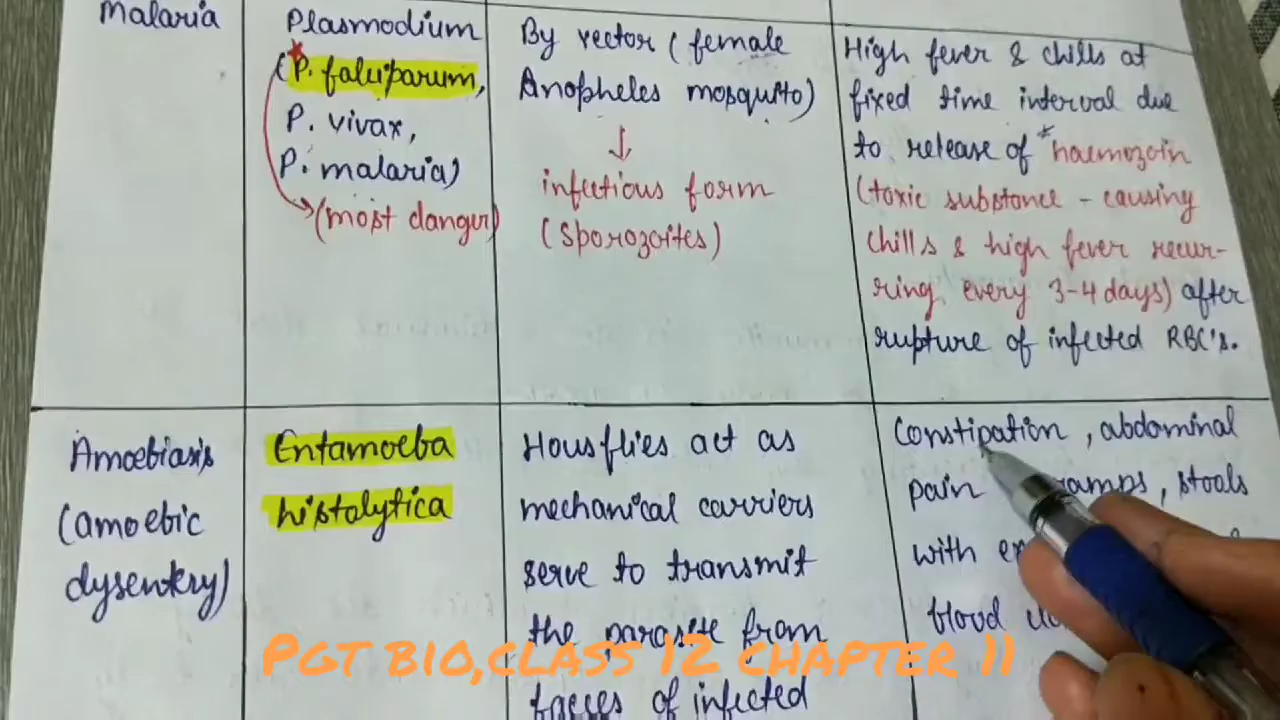 Malaria
Plasmodium
(P. falciparum,
P. vivax,
P. malaria)
(most danger)
By vector (female
Anopheles mosquito)
infectious form
(sporozoites)
High fever & chills at
fixed time interval due
to release of *haemozoin
(toxic substance - causing
chills & high fever recur-
ring every 3-4 days) after
rupture of infected RBC's.
Amoebiasis
(amoebic
dysentery)
Entamoeba
histolytica
Housflies act as
mechanical carriers
serve to transmit
the parasite from
faeces of infected
Constipation, abdominal
pain stools
with
blood
PGT BIO,CLASS 12 CHAPTER 11